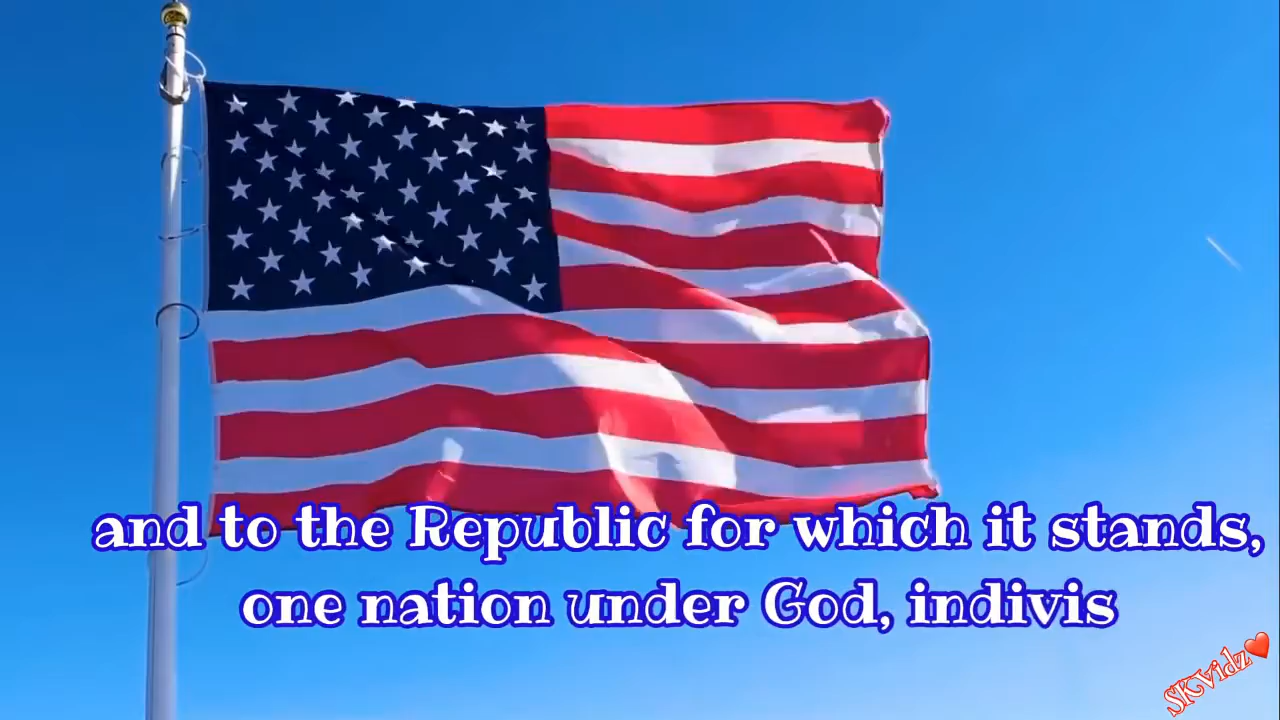 and to the Republic for which it stands,
one nation under God, indivis
SKVidz❤️